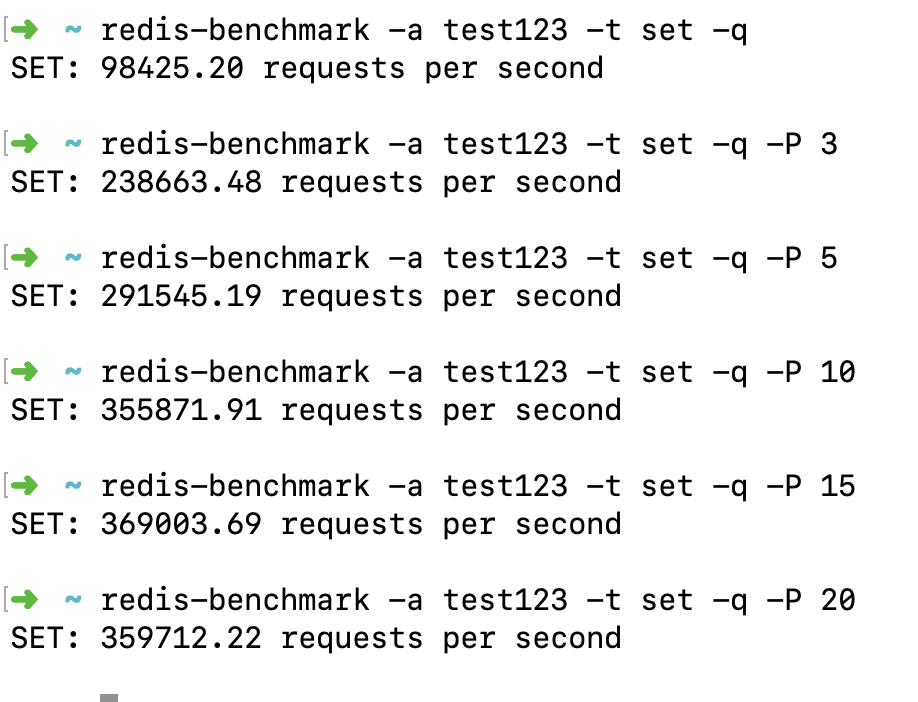 [➜ ~ redis-benchmark -a test123 -t set -q
SET: 98425.20 requests per second
[➜ ~ redis-benchmark -a test123 -t set -q -P 3
SET: 238663.48 requests per second
[➜ ~ redis-benchmark -a test123 -t set -q -P 5
SET: 291545.19 requests per second
[➜ ~ redis-benchmark -a test123 -t set -q -P 10
SET: 355871.91 requests per second
[➜ ~ redis-benchmark -a test123 -t set -q -P 15
SET: 369003.69 requests per second
[➜ ~ redis-benchmark -a test123 -t set -q -P 20
SET: 359712.22 requests per second